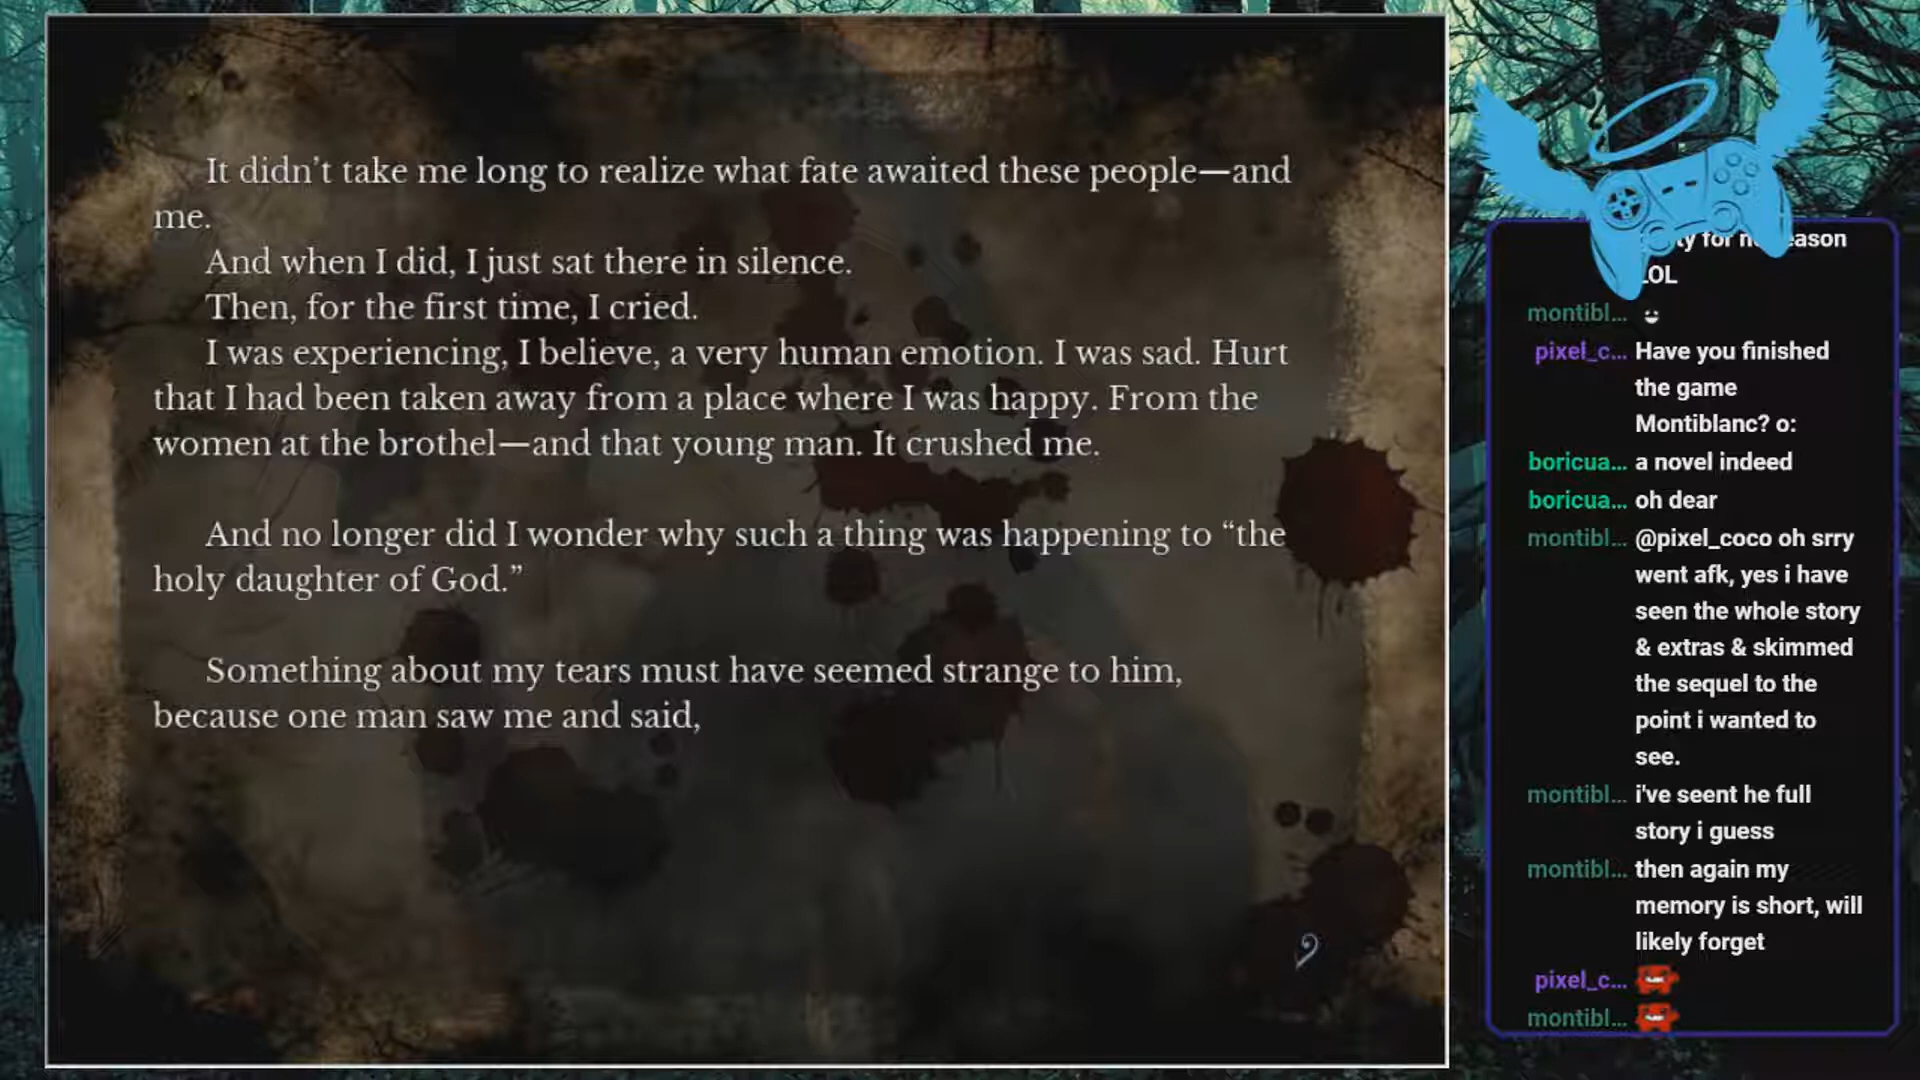 It didn’t take me long to realize what fate awaited these people—and
me.
And when I did, I just sat there in silence.
Then, for the first time, I cried.
I was experiencing, I believe, a very human emotion. I was sad. Hurt
that I had been taken away from a place where I was happy. From the
women at the brothel—and that young man. It crushed me.
And no longer did I wonder why such a thing was happening to “the
holy daughter of God.”
Something about my tears must have seemed strange to him,
because one man saw me and said,
for
LOL
montibl...
pixel_c... Have you finished
the game
Montiblanc? o:
boricua... a novel indeed
boricua... oh dear
montibl... @pixel_coco oh srry
went afk, yes i have
seen the whole story
& extras & skimmed
the sequel to the
point i wanted to
see.
montibl... i've seent he full
story i guess
montibl... then again my
memory is short, will
likely forget
pixel_c...
montibl...